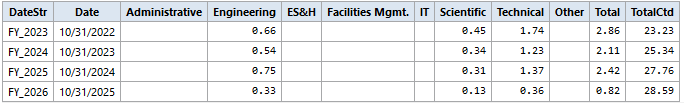 DateStr Date Administrative Engineering ES&H Facilities Mgmt. IT Scientific Technical Other Total TotalCtd
FY_2023 10/31/2022 0.66 0.45 1.74 2.86 23.23
FY_2024 10/31/2023 0.54 0.34 1.23 2.11 25.34
FY_2025 10/31/2024 0.75 0.31 1.37 2.42 27.76
FY_2026 10/31/2025 0.33 0.13 0.36 0.82 28.59